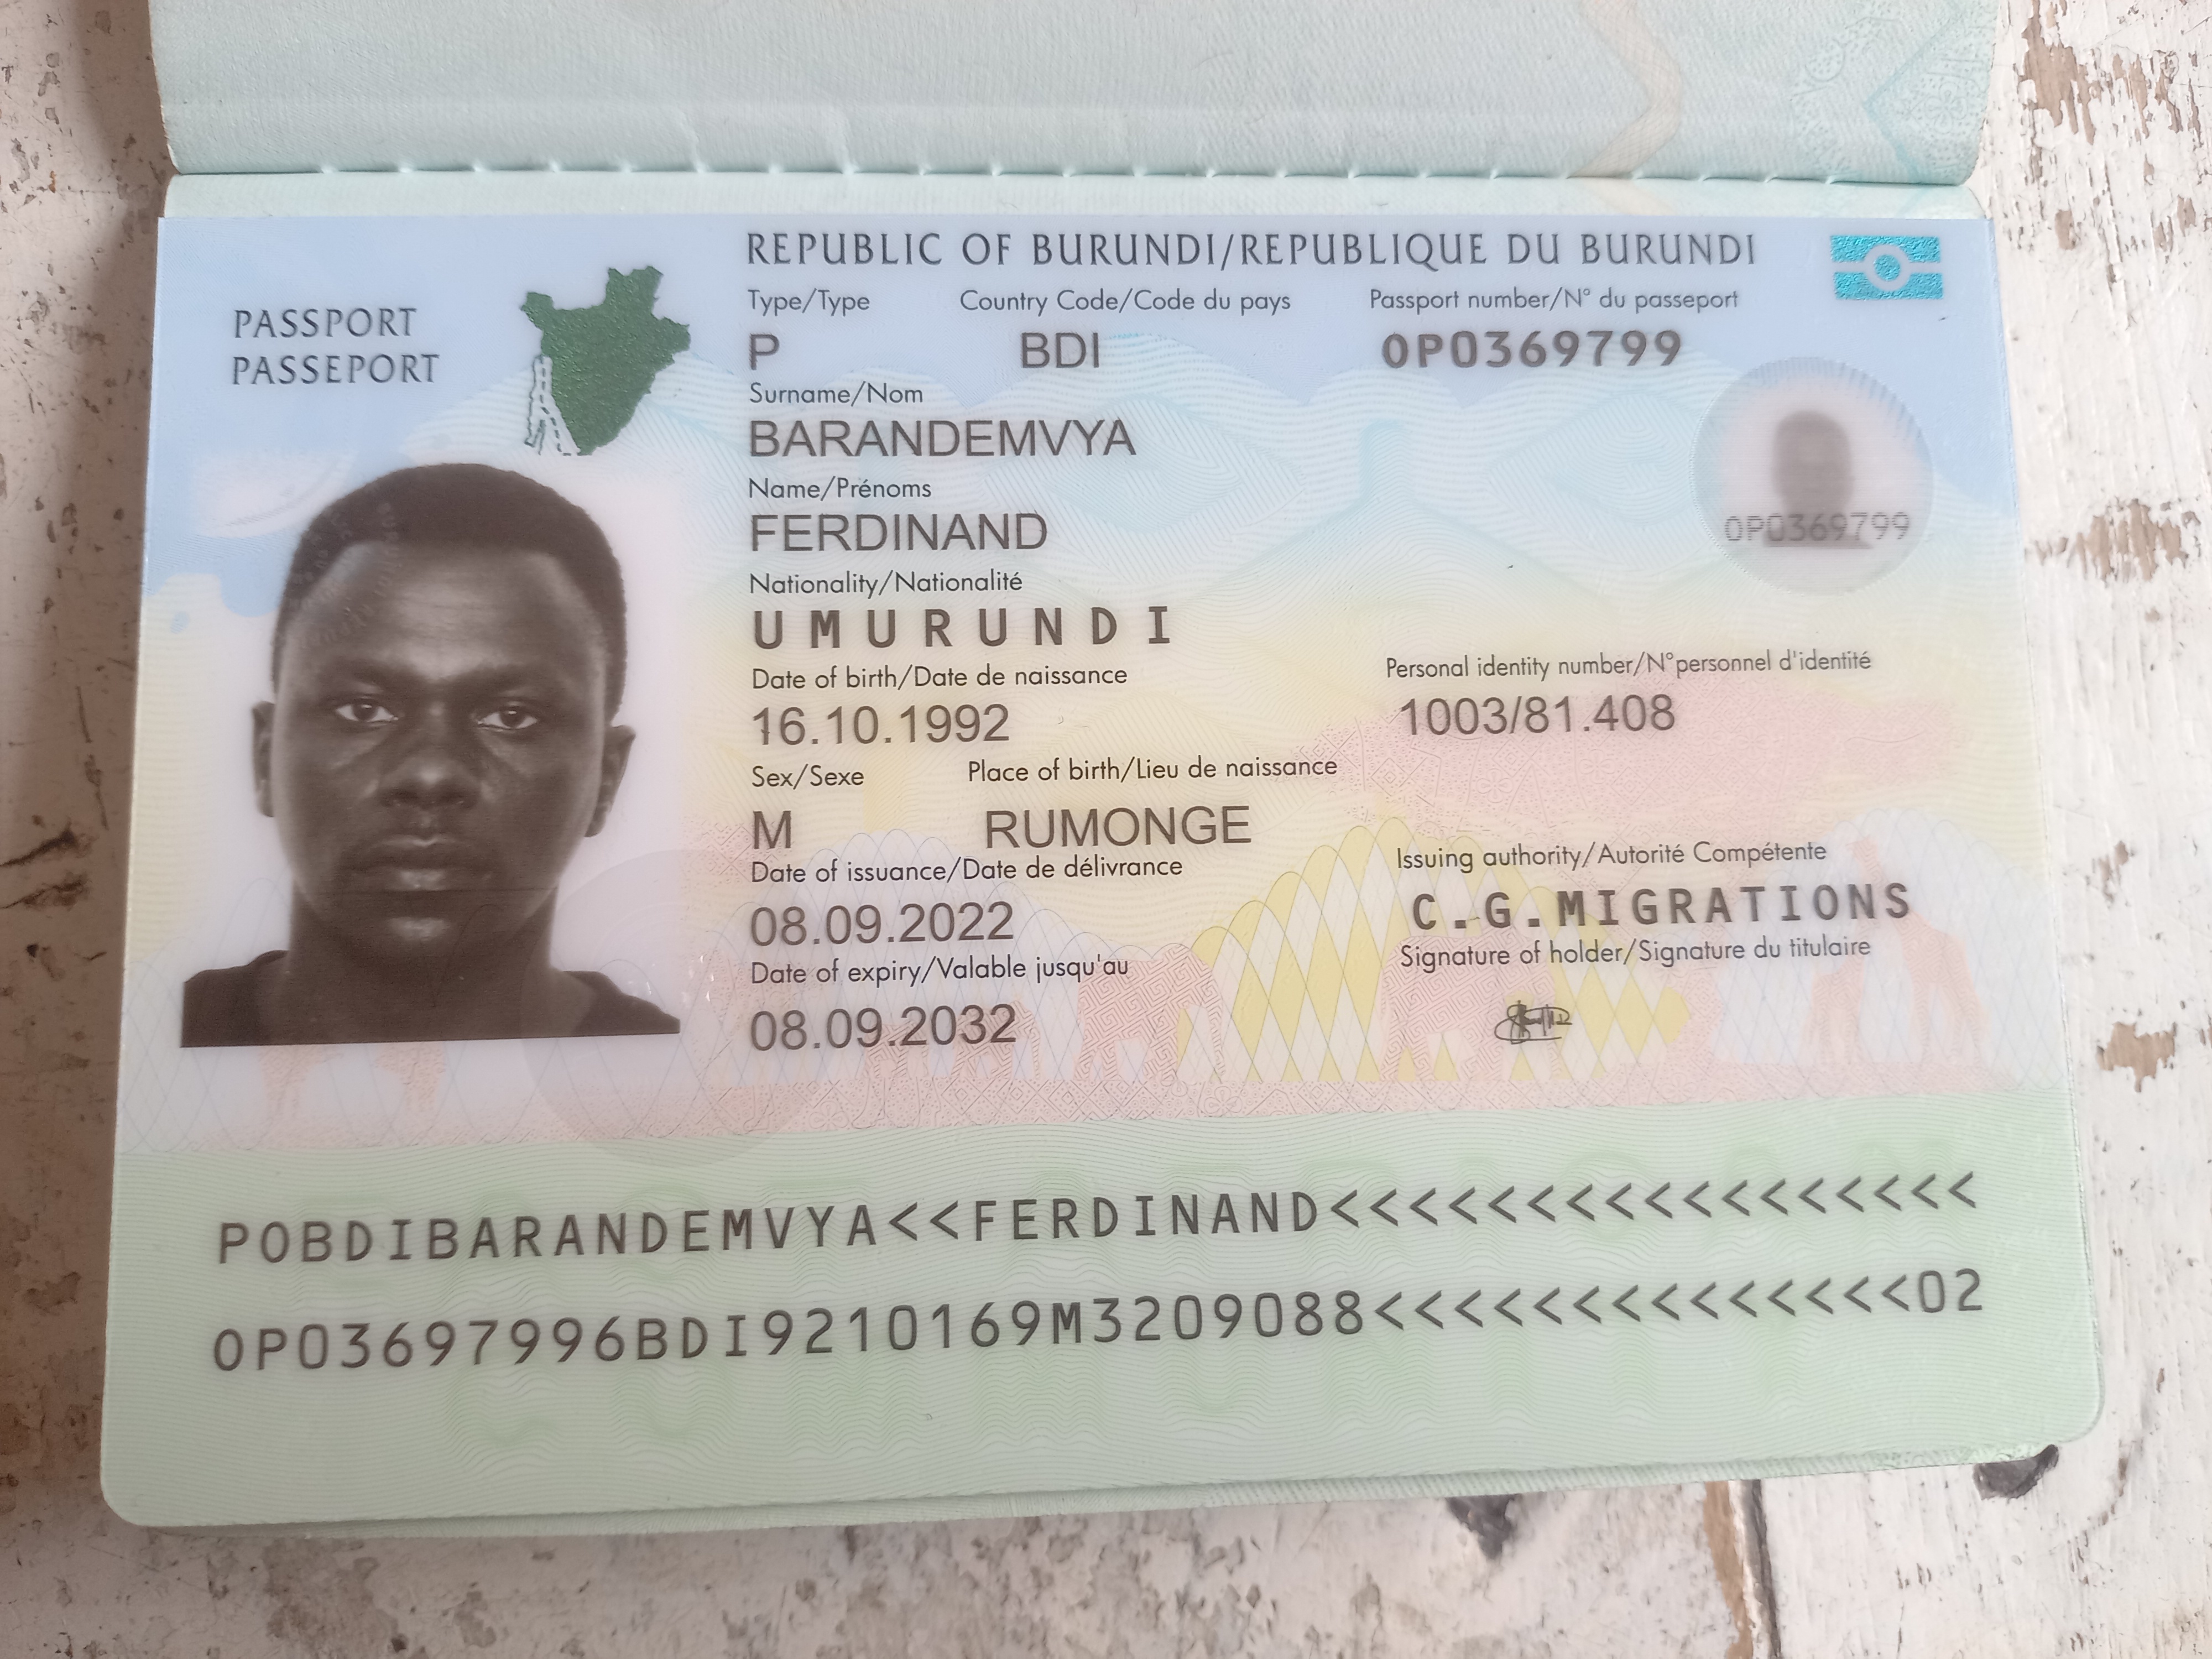 REPUBLIC OF BURUNDI/REPUBLIQUE DU BURUNDI
PASSPORT
PASSEPORT
Type/Type Country Code/Code du pays Passport number/N° du passeport
P BDI OP0369799
Surname/Nom
BARANDEMVYA
Name/Prénoms
FERDINAND
OP0369799
Nationality/Nationalité
UMURUNDI
Date of birth/Date de naissance Personal identity number/N°personnel d'identité
16.10.1992 1003/81.408
Sex/Sexe Place of birth/Lieu de naissance
M RUMONGE
Date of issuance/Date de délivrance Issuing authority/Autorité Compétente
08.09.2022 C.G.MIGRATIONS
Date of expiry/Valable jusqu'au Signature of holder/Signature du titulaire
08.09.2032
POBDIBARANDEMVYA<<FERDINAND<<<<<<<<<<<<<<<<<
OP03697996BDI9210169M3209088<<<<<<<<<<<<<<02